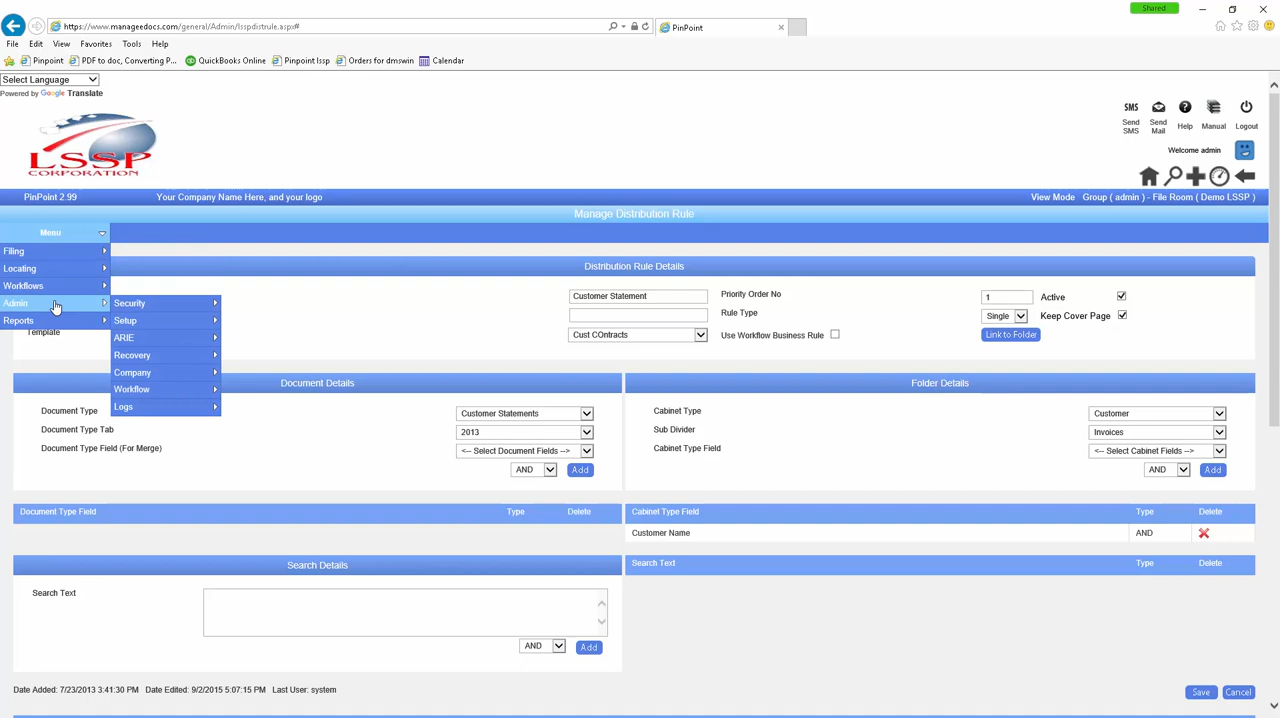 Shared
https://www.manageedocs.com/general/Admin/lsspdistrule.aspx#
PinPoint
File Edit View Favorites Tools Help
Pinpoint PDF to doc, Converting P... QuickBooks Online Pinpoint lssp Orders for dmswin Calendar
Select Language
Powered by Google Translate
LSSP
CORPORATION
SMS
Send SMS Send Mail Help Manual Logout
Welcome admin
PinPoint 2.99 Your Company Name Here, and your logo View Mode Group ( admin ) - File Room ( Demo LSSP )
Manage Distribution Rule
Menu
Filing
Locating
Workflows
Admin
Reports
Security
Setup
ARIE
Recovery
Company
Workflow
Logs
Distribution Rule Details
Customer Statement Priority Order No 1 Active
Rule Type Single Keep Cover Page
Template Cust COntracts Use Workflow Business Rule Link to Folder
Document Details
Document Type Customer Statements
Document Type Tab 2013
Document Type Field (For Merge) <-- Select Document Fields -->
AND Add
Folder Details
Cabinet Type Customer
Sub Divider Invoices
Cabinet Type Field <-- Select Cabinet Fields -->
AND Add
Document Type Field Type Delete
Cabinet Type Field Type Delete
Customer Name AND
Search Details
Search Text
AND Add
Search Text Type Delete
Date Added: 7/23/2013 3:41:30 PM Date Edited: 9/2/2015 5:07:15 PM Last User: system
Save Cancel